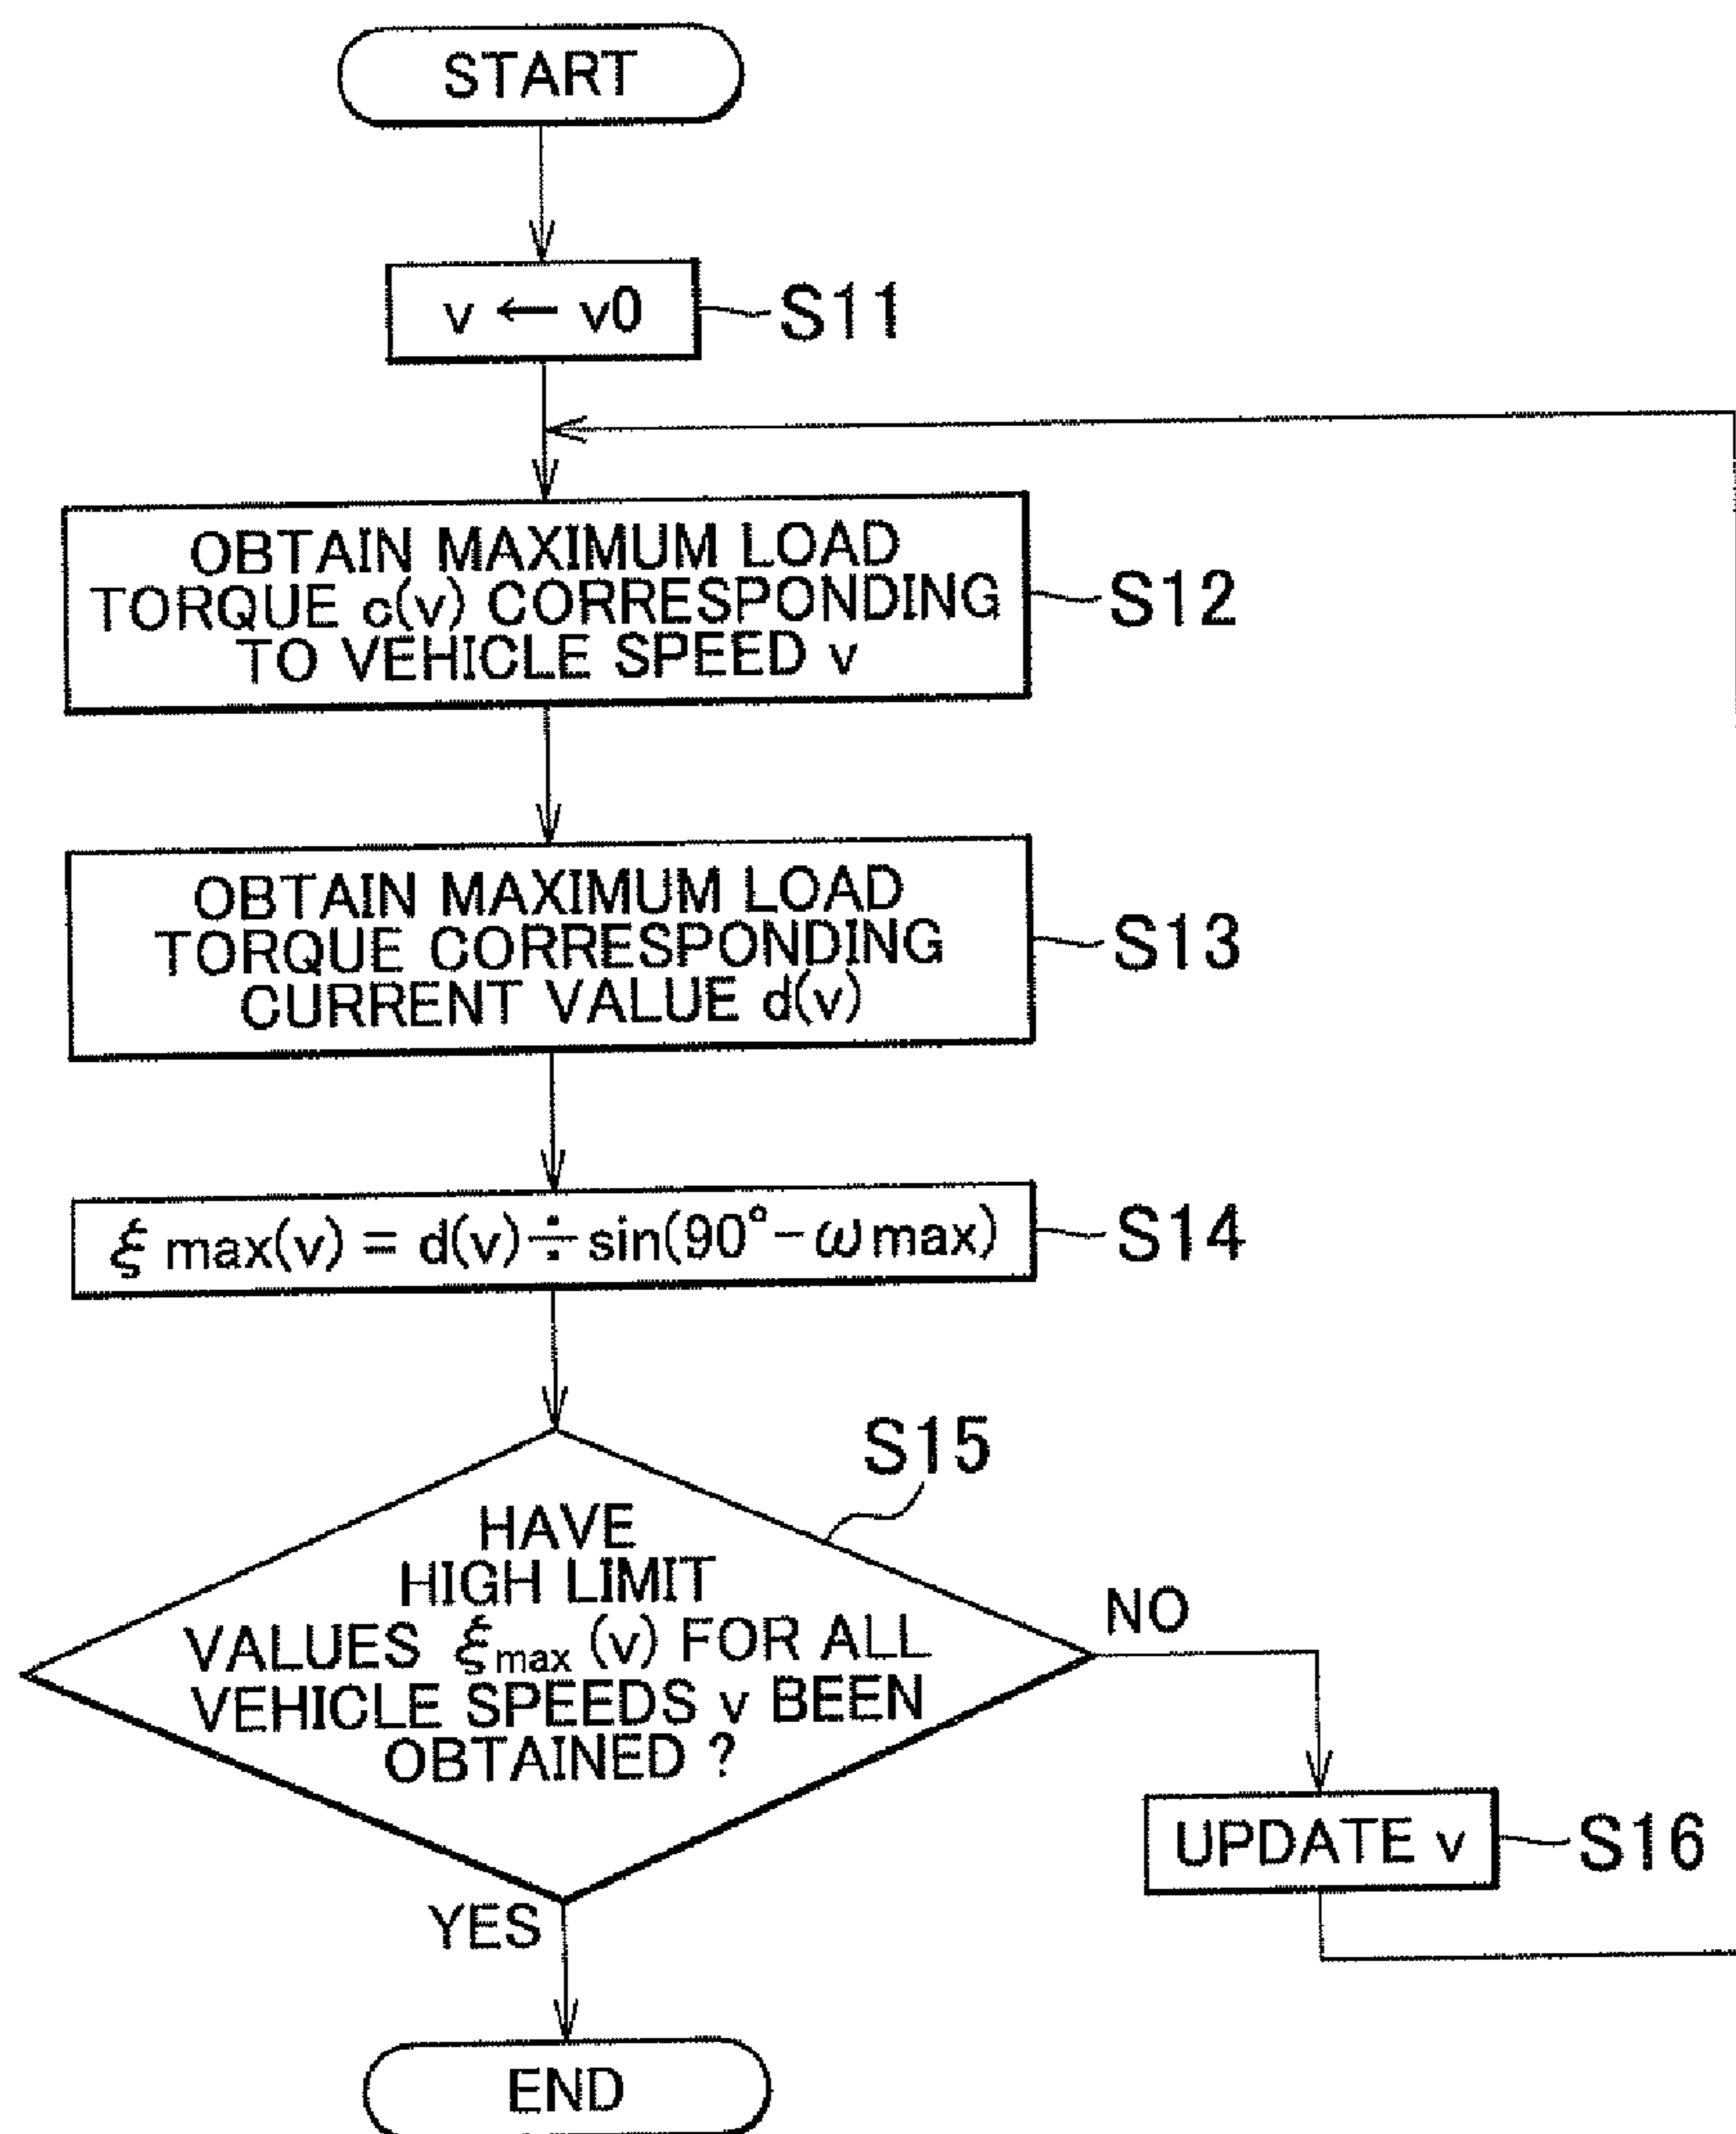 START
v ← v0
S11
OBTAIN MAXIMUM LOAD
TORQUE c(v) CORRESPONDING
TO VEHICLE SPEED v
S12
OBTAIN MAXIMUM LOAD
TORQUE CORRESPONDING
CURRENT VALUE d(v)
S13
ξ max(v) = d(v)÷sin(90°-ωmax)
S14
S15
HAVE
HIGH LIMIT
VALUES ξmax (v) FOR ALL
VEHICLE SPEEDS v BEEN
OBTAINED ?
NO
UPDATE v
S16
YES
END